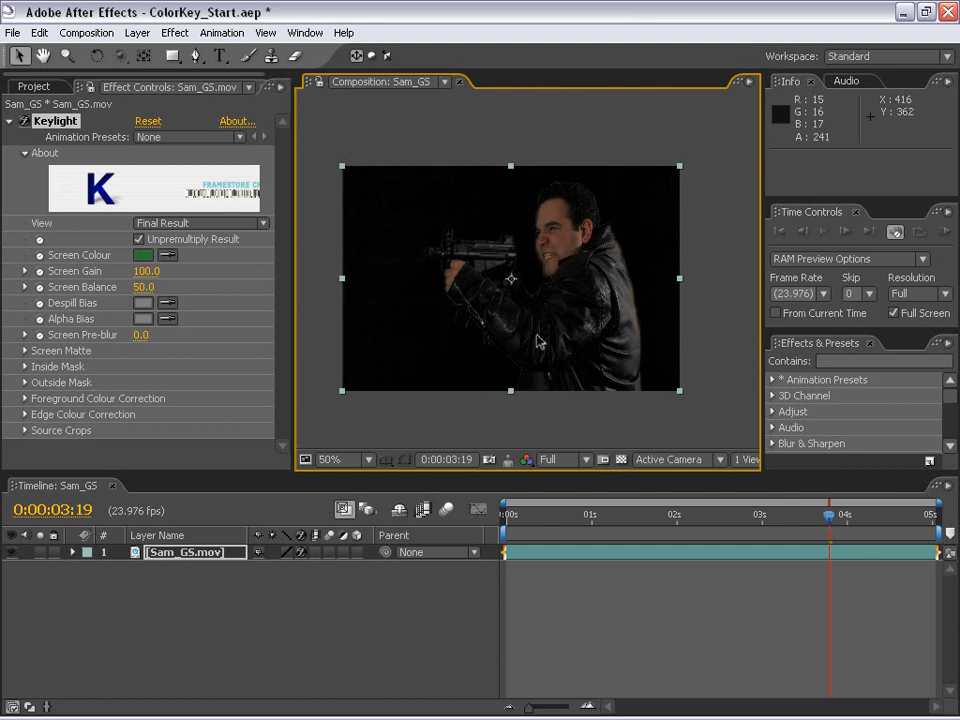 Adobe After Effects - ColorKey_Start.aep *
File Edit Composition Layer Effect Animation View Window Help
Workspace: Standard
Project Effect Controls: Sam_GS.mov
Sam_GS * Sam_GS.mov
Keylight Reset About...
Animation Presets: None
About
K FRAMESTORE CF
View Final Result
Unpremultiply Result
Screen Colour
Screen Gain 100.0
Screen Balance 50.0
Despill Bias
Alpha Bias
Screen Pre-blur 0.0
Screen Matte
Inside Mask
Outside Mask
Foreground Colour Correction
Edge Colour Correction
Source Crops
Composition: Sam_GS
50% 0:00:03:19 Full Active Camera 1 View
Info Audio
R: 15 X: 416
G: 16 Y: 362
B: 17
A: 241
Time Controls
RAM Preview Options
Frame Rate Skip Resolution
(23.976) 0 Full
From Current Time Full Screen
Effects & Presets
Contains:
* Animation Presets
3D Channel
Adjust
Audio
Blur & Sharpen
Timeline: Sam_GS
0:00:03:19 (23.976 fps)
:00s 01s 02s 03s 04s 05s
# Layer Name Parent
1 [Sam_GS.mov] None